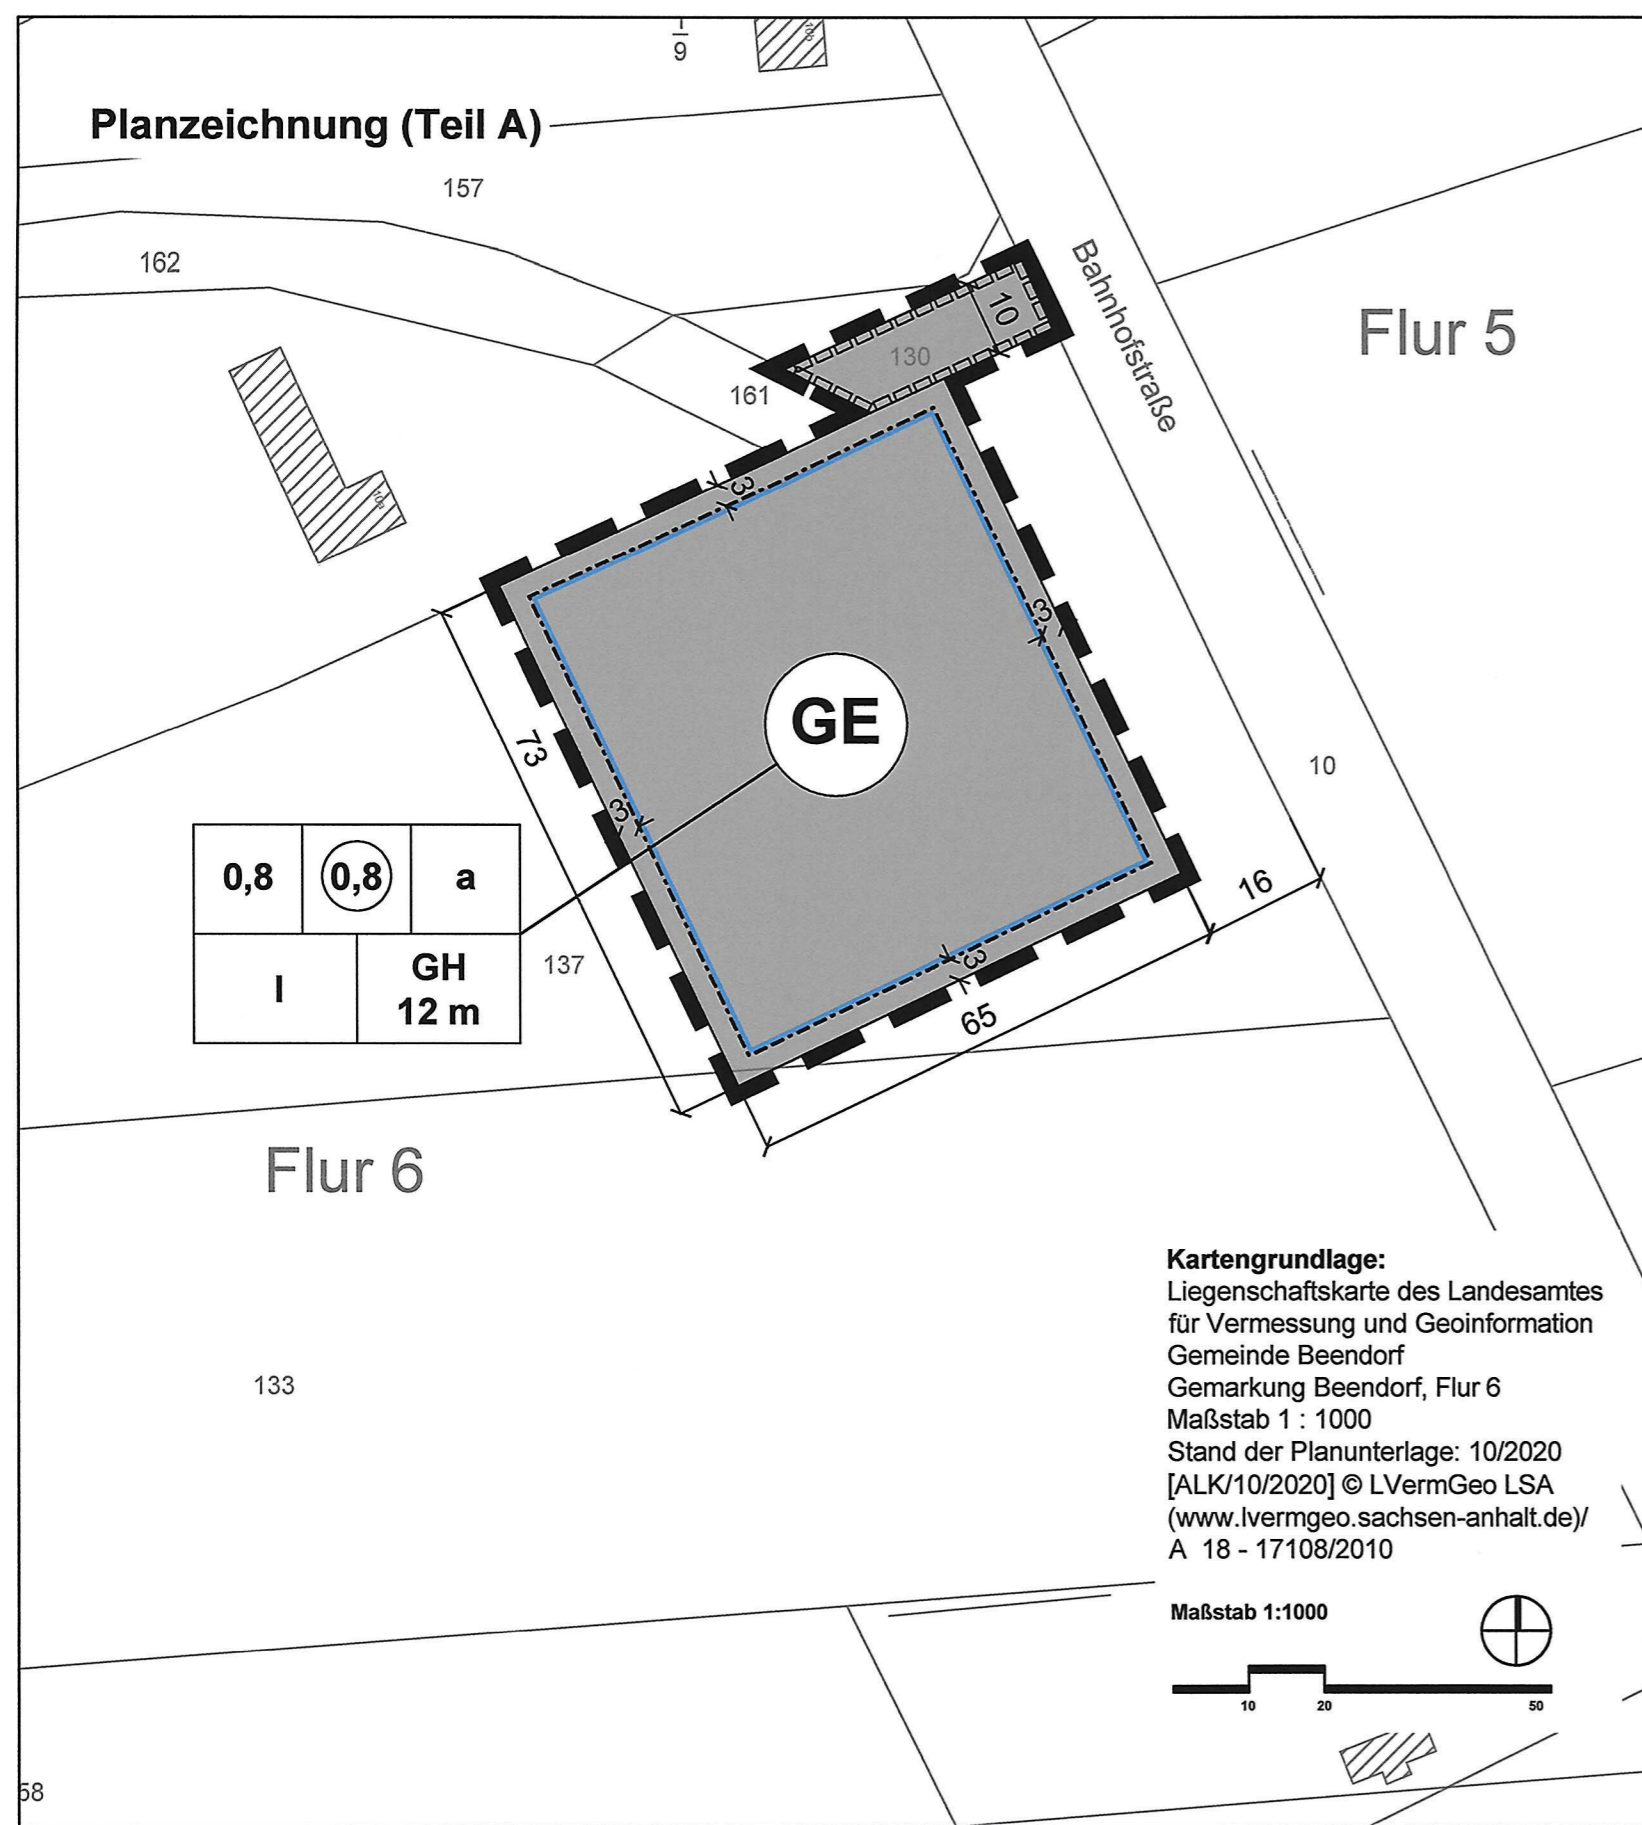 9
Planzeichnung (Teil A)
157
162
Bahnhofstraße
Flur 5
10
130
161
10a
3
3
GE
73
10
3
0,8 0,8 a
16
I GH
12 m
137
3
65
Flur 6
133
Kartengrundlage:
Liegenschaftskarte des Landesamtes
für Vermessung und Geoinformation
Gemeinde Beendorf
Gemarkung Beendorf, Flur 6
Maßstab 1 : 1000
Stand der Planunterlage: 10/2020
[ALK/10/2020] © LVermGeo LSA
(www.lvermgeo.sachsen-anhalt.de)/
A 18 - 17108/2010
Maßstab 1:1000
10 20 50